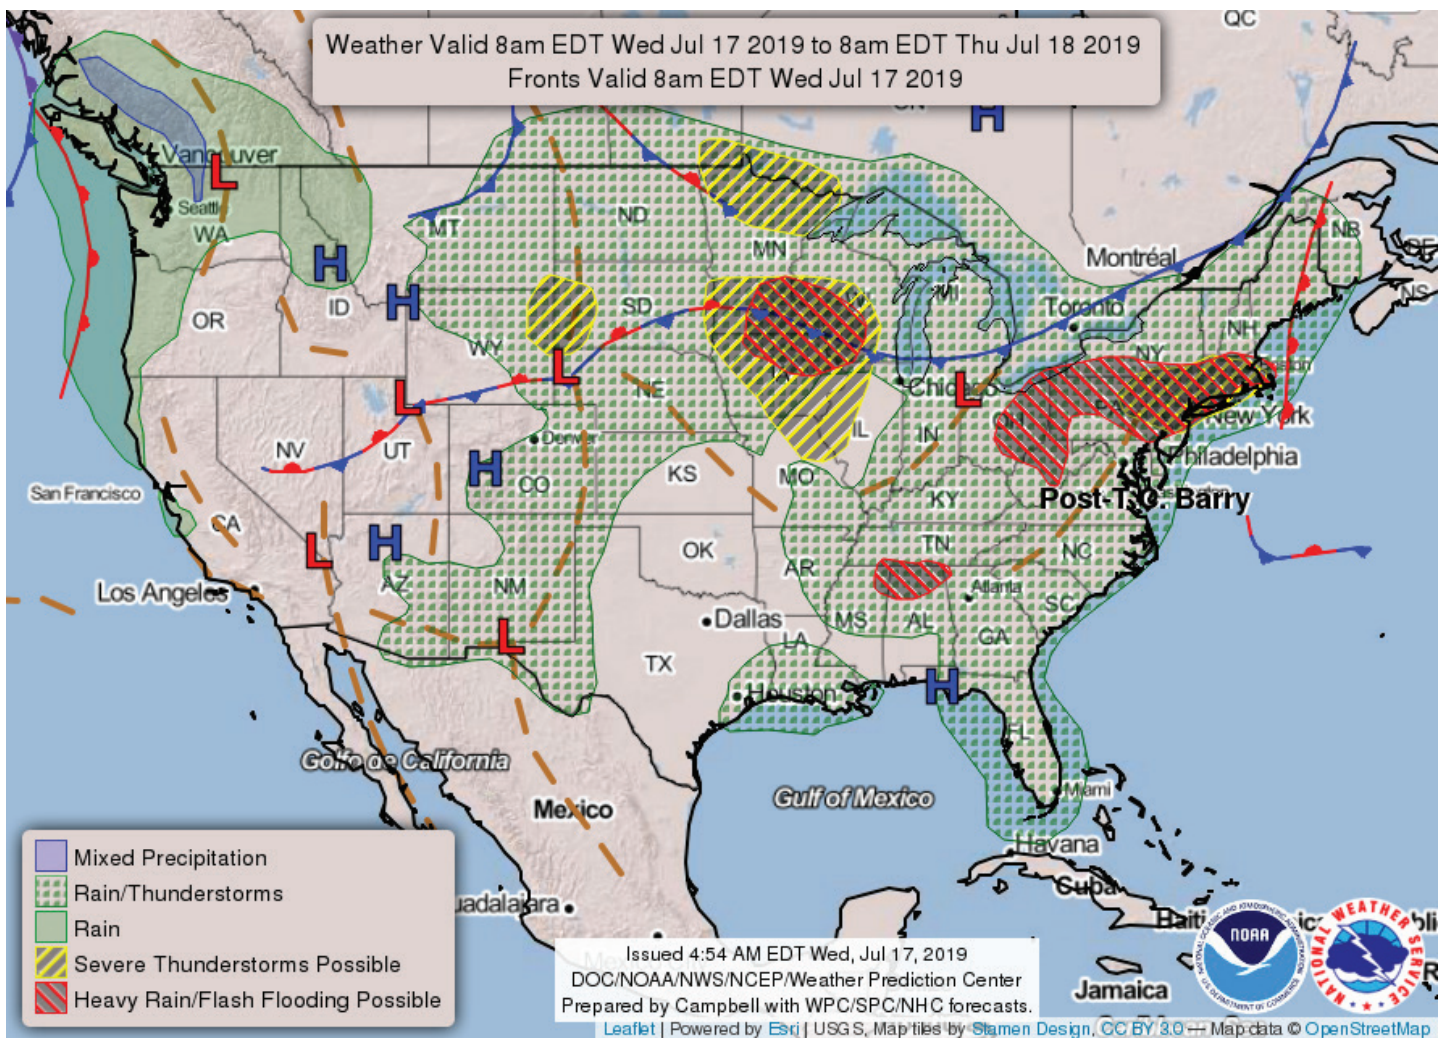 QC
Weather Valid 8am EDT Wed Jul 17 2019 to 8am EDT Thu Jul 18 2019
Fronts Valid 8am EDT Wed Jul 17 2019
H
Vancouver
L
Seattle
WA
MT
ND
MN
NB
Montréal
H
H
ID
OR
SD
MI
Toronto
NS
NH
WY
L
NE
NY
Chicago
L
L
OH
PA
New York
NV
UT
Denver
IL
IN
Philadelphia
H
CO
KS
MO
San Francisco
KY
Post-T.C. Barry
CA
L
H
OK
TN
NC
Los Angeles
AZ
NM
AR
Atlanta
SC
Dallas
MS
AL
GA
L
LA
TX
H
Houston
FL
Golfo de California
Miami
Gulf of Mexico
Mexico
Havana
Cuba
Mixed Precipitation
Rain/Thunderstorms
Rain
Severe Thunderstorms Possible
Heavy Rain/Flash Flooding Possible
uadalajara
Haiti
NOAA
NATIONAL WEATHER SERVICE
Jamaica
Issued 4:54 AM EDT Wed, Jul 17, 2019
DOC/NOAA/NWS/NCEP/Weather Prediction Center
Prepared by Campbell with WPC/SPC/NHC forecasts.
Leaflet | Powered by Esri | USGS, Map tiles by Stamen Design, CC BY 3.0 — Map data © OpenStreetMap